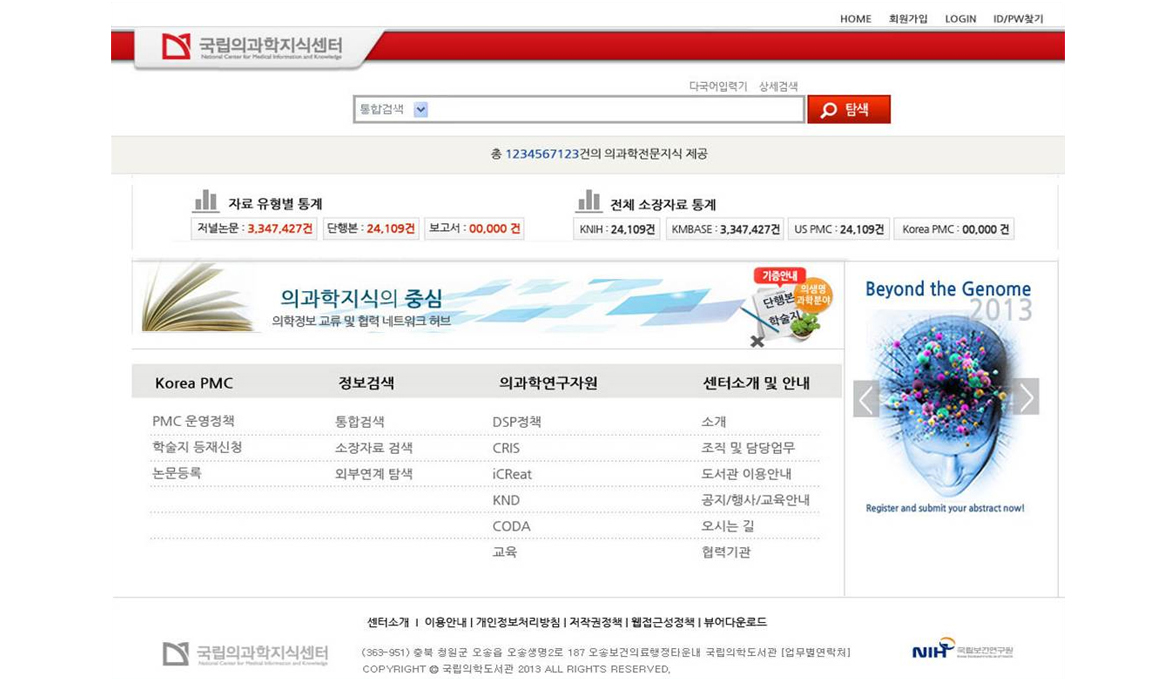 HOME 회원가입 LOGIN ID/PW찾기
국립의과학지식센터
National Center for Medical Information and Knowledge
다국어입력기 상세검색
통합검색 탐색
총 1234567123건의 의과학전문지식 제공
자료 유형별 통계
저널논문 : 3,347,427건 단행본 : 24,109건 보고서 : 00,000 건
전체 소장자료 통계
KNIH : 24,109건 KMBASE : 3,347,427건 US PMC : 24,109건 Korea PMC : 00,000 건
의과학지식의 중심
의학정보 교류 및 협력 네트워크 허브
기증안내
의생명
과학분야
단행본
학술지
Beyond the Genome
2013
Register and submit your abstract now!
Korea PMC 정보검색 의과학연구자원 센터소개 및 안내
PMC 운영정책 통합검색 DSP정책 소개
학술지 등재신청 소장자료 검색 CRIS 조직 및 담당업무
논문등록 외부연계 탐색 iCReat 도서관 이용안내
KND 공지/행사/교육안내
CODA 오시는 길
교육 협력기관
센터소개 | 이용안내 | 개인정보처리방침 | 저작권정책 | 웹접근성정책 | 뷰어다운로드
국립의과학지식센터
National Center for Medical Information and Knowledge
(363-951) 충북 청원군 오송읍 오송생명2로 187 오송보건의료행정타운내 국립의학도서관 [업무별연락처]
COPYRIGHT © 국립의학도서관 2013 ALL RIGHTS RESERVED.
NIH 국립보건연구원